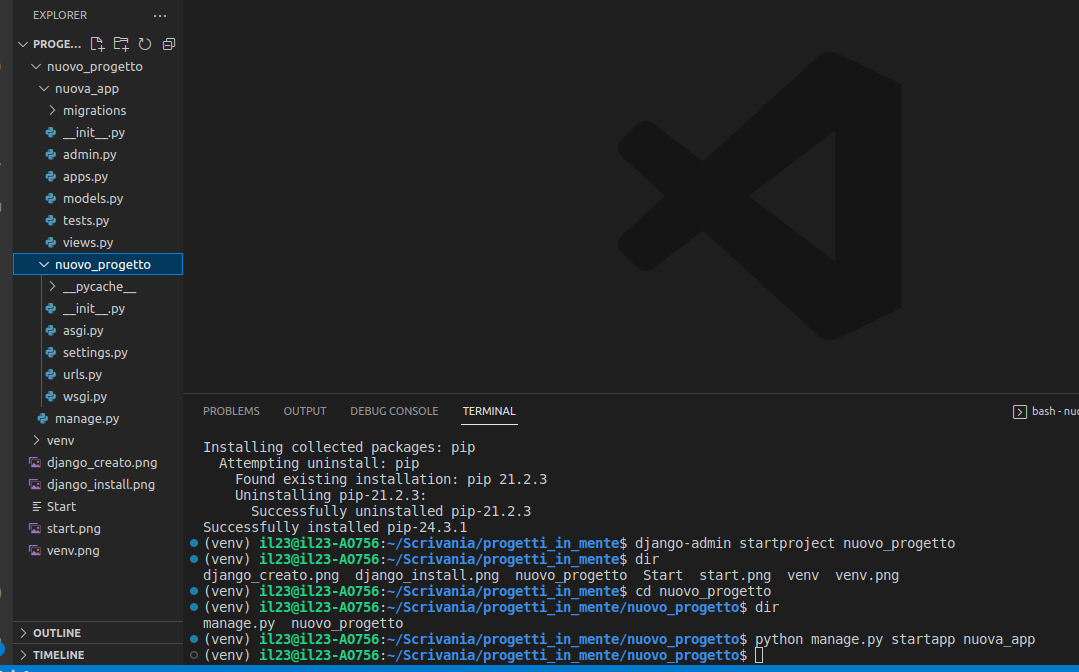 EXPLORER
PROGE...
nuovo_progetto
nuova_app
migrations
__init__.py
admin.py
apps.py
models.py
tests.py
views.py
nuovo_progetto
__pycache__
__init__.py
asgi.py
settings.py
urls.py
wsgi.py
manage.py
venv
django_creato.png
django_install.png
Start
start.png
venv.png
OUTLINE
TIMELINE
PROBLEMS OUTPUT DEBUG CONSOLE TERMINAL
bash - nuo
Installing collected packages: pip
  Attempting uninstall: pip
    Found existing installation: pip 21.2.3
    Uninstalling pip-21.2.3:
      Successfully uninstalled pip-21.2.3
Successfully installed pip-24.3.1
(venv) il23@il23-AO756:~/Scrivania/progetti_in_mente$ django-admin startproject nuovo_progetto
(venv) il23@il23-AO756:~/Scrivania/progetti_in_mente$ dir
django_creato.png  django_install.png  nuovo_progetto  Start  start.png  venv  venv.png
(venv) il23@il23-AO756:~/Scrivania/progetti_in_mente$ cd nuovo_progetto
(venv) il23@il23-AO756:~/Scrivania/progetti_in_mente/nuovo_progetto$ dir
manage.py  nuovo_progetto
(venv) il23@il23-AO756:~/Scrivania/progetti_in_mente/nuovo_progetto$ python manage.py startapp nuova_app
(venv) il23@il23-AO756:~/Scrivania/progetti_in_mente/nuovo_progetto$